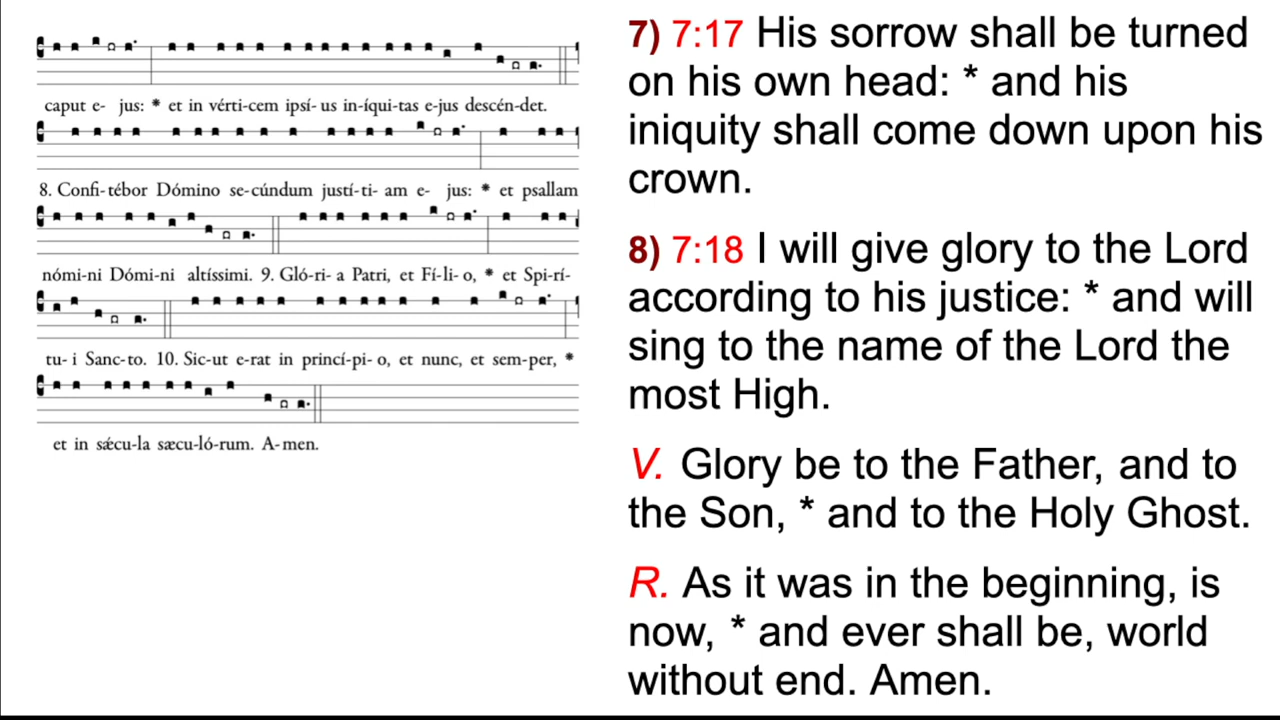 caput e- jus: * et in vérti-cem ipsí- us in-íqui-tas e-jus descén-det.
8. Confi-tébor Dómino se-cúndum justí-ti- am e- jus: * et psallam
nómi-ni Dómi-ni altíssimi. 9. Gló-ri- a Patri, et Fí-li- o, * et Spi-rí-
tu- i Sanc-to. 10. Sic-ut e-rat in princí-pi- o, et nunc, et sem-per, *
et in sǽcu-la sæcu-ló-rum. A-men.
7) 7:17 His sorrow shall be turned
on his own head: * and his
iniquity shall come down upon his
crown.
8) 7:18 I will give glory to the Lord
according to his justice: * and will
sing to the name of the Lord the
most High.
V. Glory be to the Father, and to
the Son, * and to the Holy Ghost.
R. As it was in the beginning, is
now, * and ever shall be, world
without end. Amen.